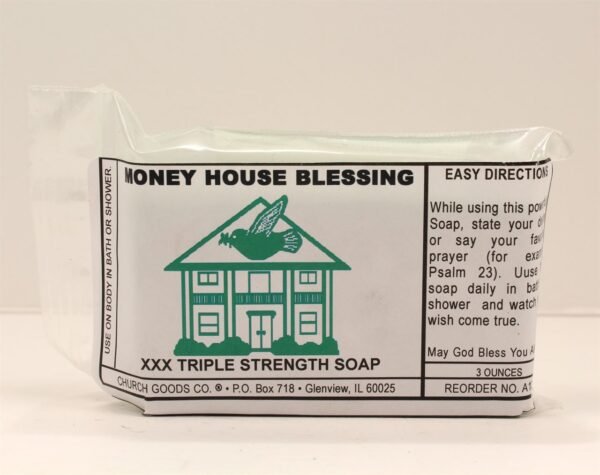 USE ON BODY IN BATH OR SHOWER.
MONEY HOUSE BLESSING
XXX TRIPLE STRENGTH SOAP
CHURCH GOODS CO. ® • P.O. Box 718 • Glenview, IL 60025
EASY DIRECTIONS
While using this
Soap, state your
or say your
prayer (for
Psalm 23). Uuse
soap daily in
shower and watch
wish come true.
May God Bless You
3 OUNCES
REORDER NO.